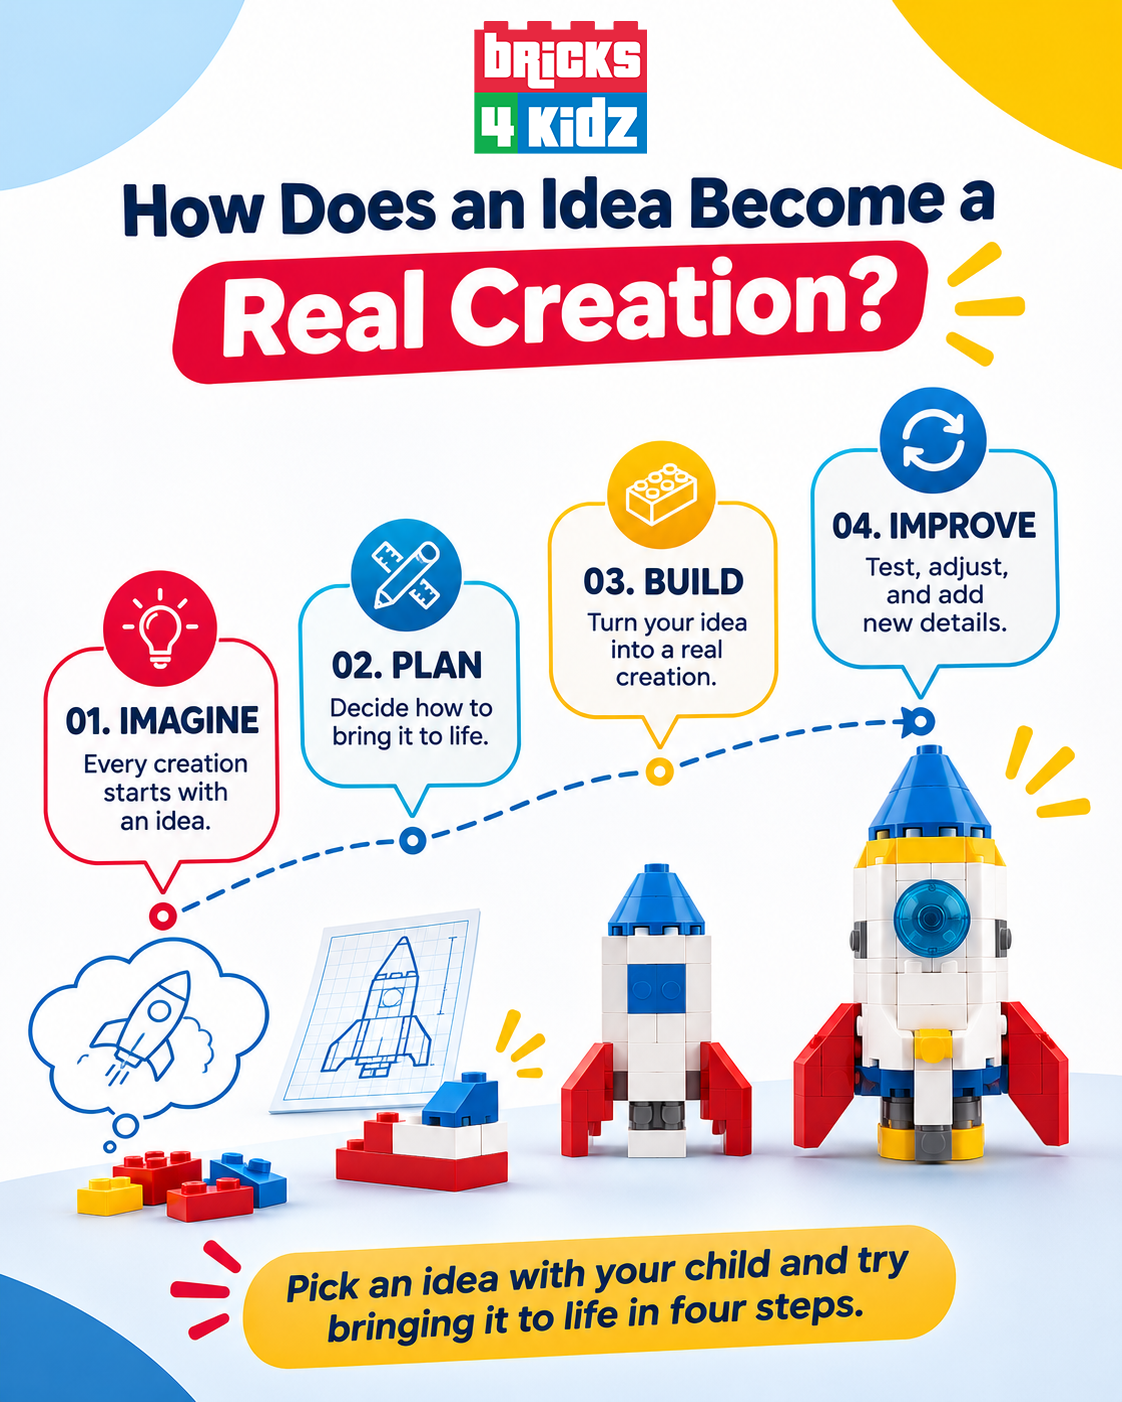 bRicKS
4 KidZ
How Does an Idea Become a
Real Creation?
01. IMAGINE
Every creation
starts with
an idea.
02. PLAN
Decide how to
bring it to life.
03. BUILD
Turn your idea
into a real
creation.
04. IMPROVE
Test, adjust,
and add
new details.
Pick an idea with your child and try
bringing it to life in four steps.